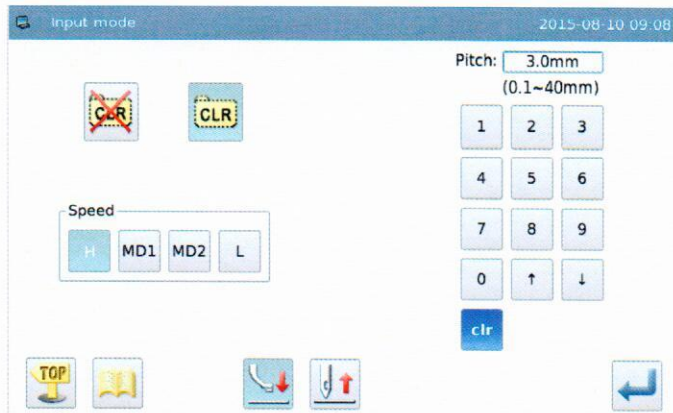 Input mode
2015-08-10 09:08
Pitch: 3.0mm
(0.1~40mm)
CLR
CLR
1 2 3
4 5 6
Speed
H MD1 MD2 L
7 8 9
0 ↑ ↓
clr
TOP